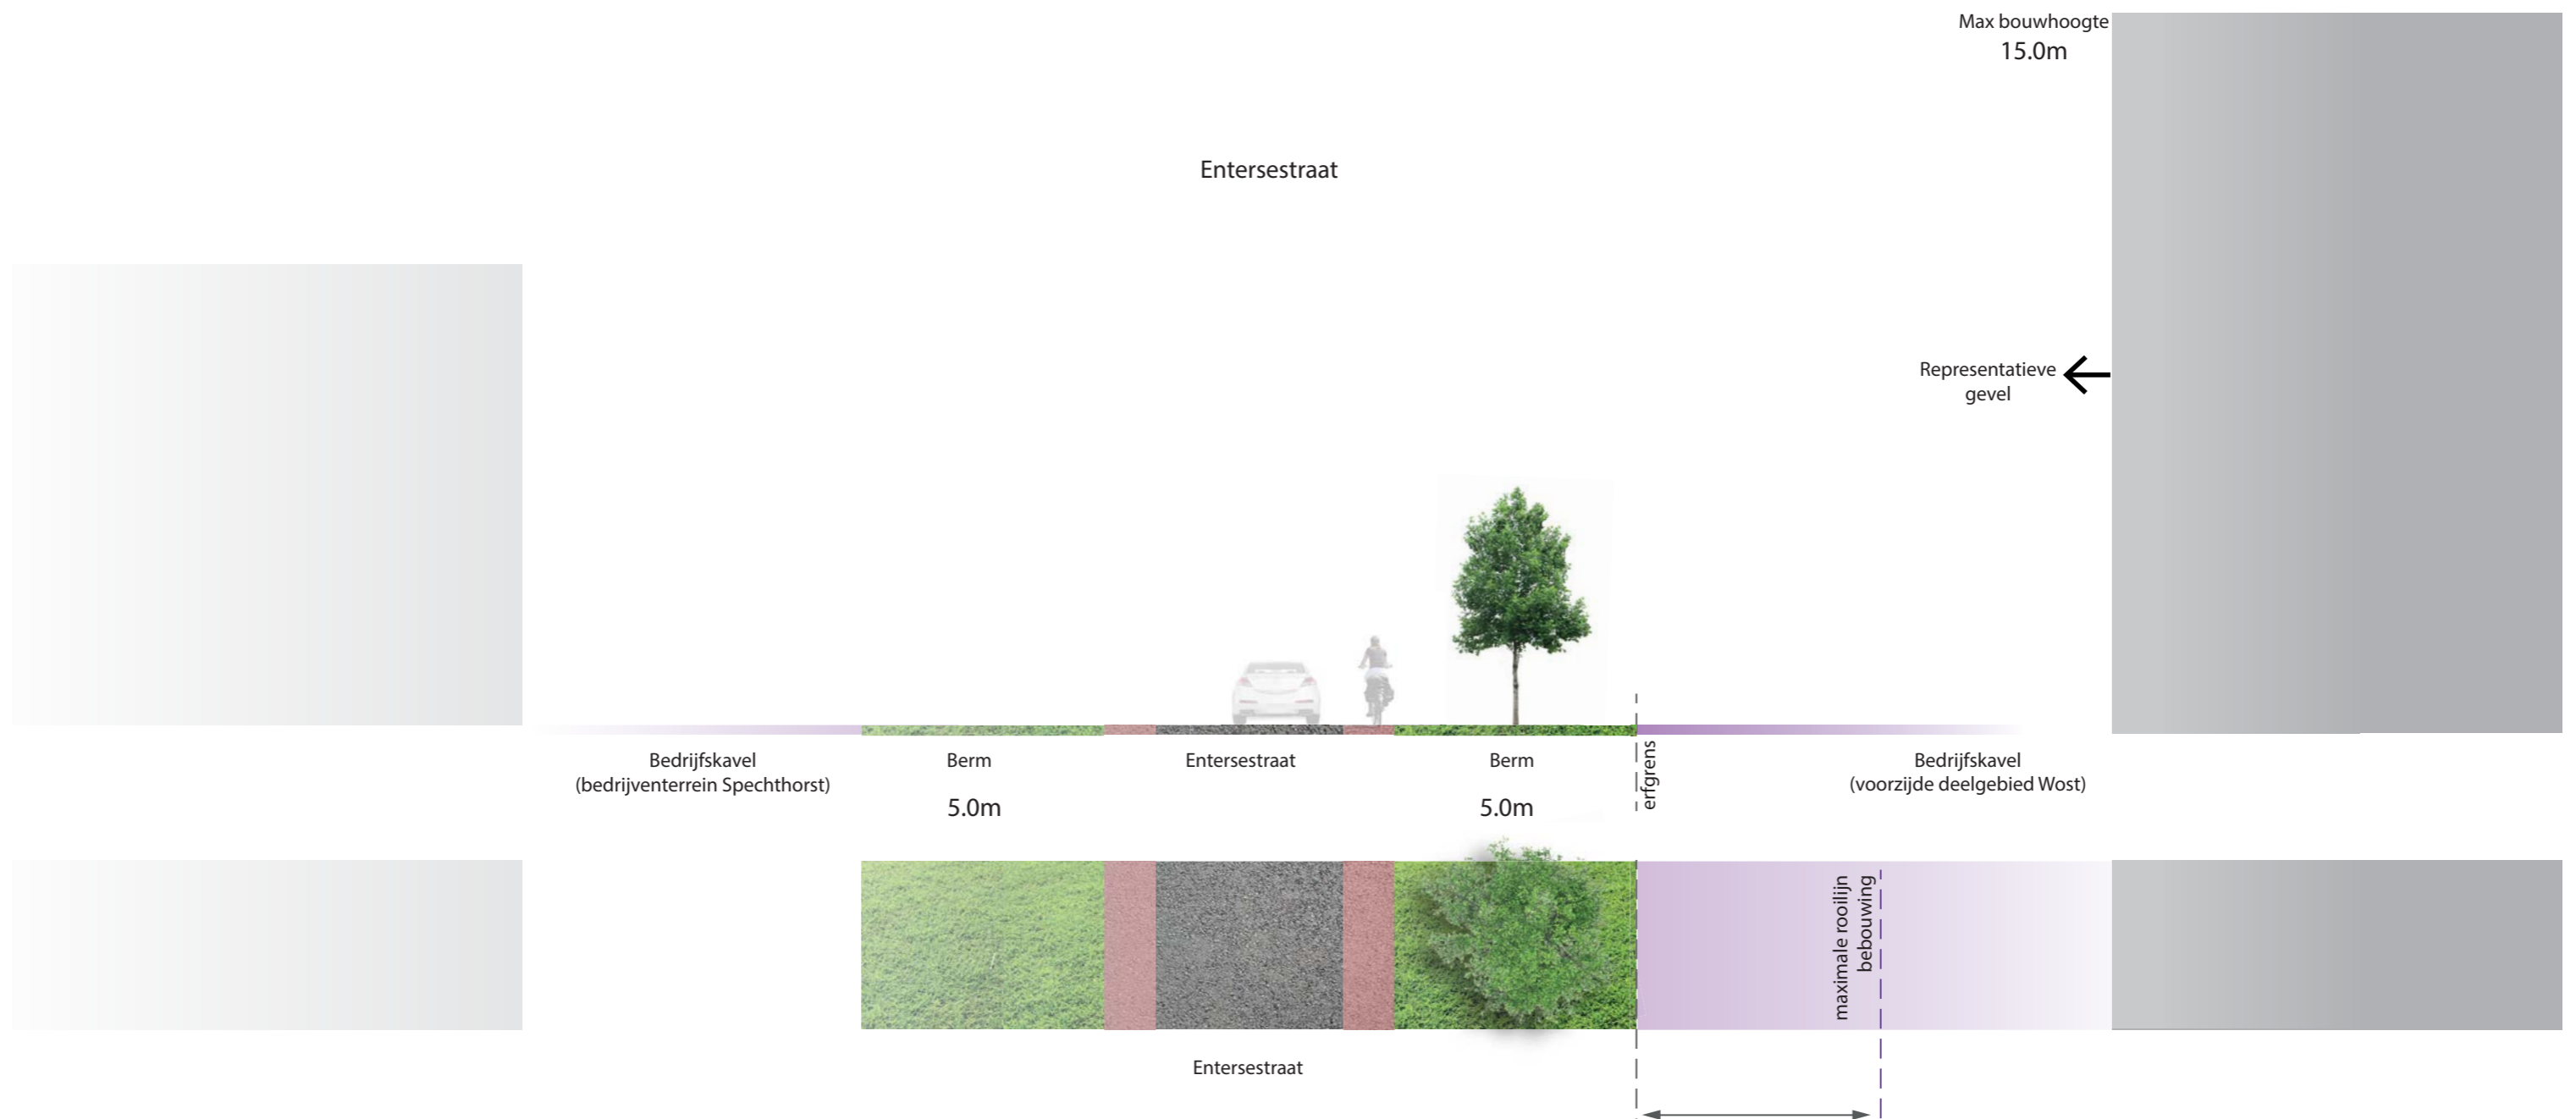 Max bouwhoogte
15.0m
Entersestraat
Representatieve
gevel
Bedrijfskavel
(bedrijventerrein Spechthorst)
Berm
5.0m
Entersestraat
Berm
5.0m
erfgrens
Bedrijfskavel
(voorzijde deelgebied Wost)
maximale rooilijn
bebouwing
Entersestraat